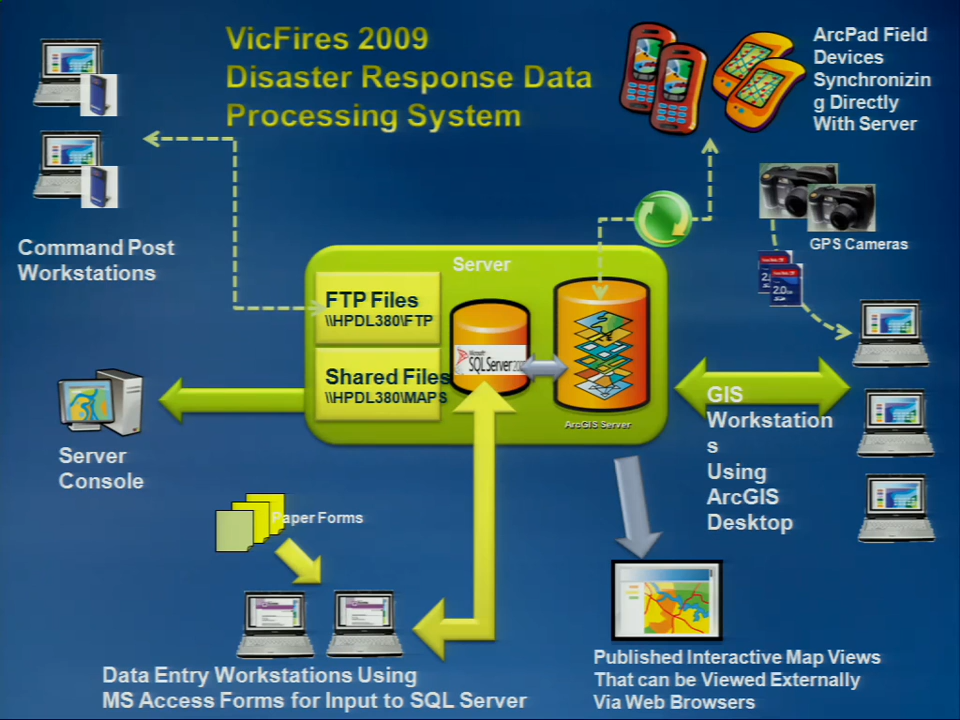 VicFires 2009
Disaster Response Data
Processing System
ArcPad Field
Devices
Synchronizin
g Directly
With Server
Command Post
Workstations
GPS Cameras
2.0
Server
FTP Files
\\HPDL380\FTP
Shared Files
\\HPDL380\MAPS
Microsoft
SQL Server
ArcGIS Server
GIS
Workstation
s
Using
ArcGIS
Desktop
Server
Console
Paper Forms
Data Entry Workstations Using
MS Access Forms for Input to SQL Server
Published Interactive Map Views
That can be Viewed Externally
Via Web Browsers